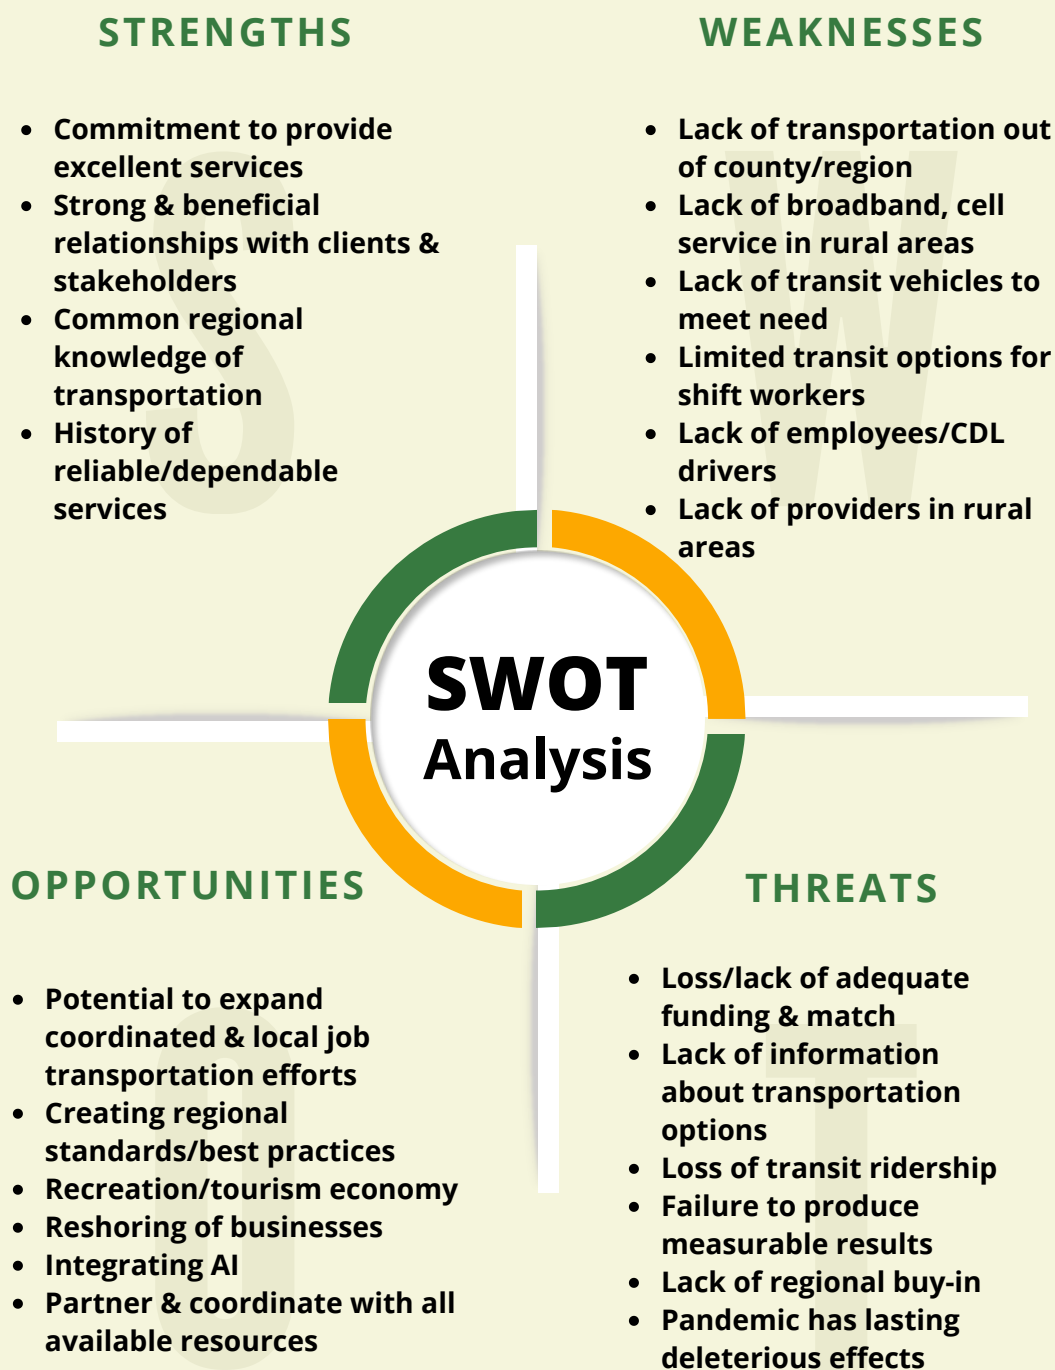 STRENGTHS
• Commitment to provide
excellent services
• Strong & beneficial
relationships with clients &
stakeholders
• Common regional
knowledge of
transportation
• History of
reliable/dependable
services
WEAKNESSES
• Lack of transportation out
of county/region
• Lack of broadband, cell
service in rural areas
• Lack of transit vehicles to
meet need
• Limited transit options for
shift workers
• Lack of employees/CDL
drivers
• Lack of providers in rural
areas
SWOT
Analysis
OPPORTUNITIES
• Potential to expand
coordinated & local job
transportation efforts
• Creating regional
standards/best practices
• Recreation/tourism economy
• Reshoring of businesses
• Integrating AI
• Partner & coordinate with all
available resources
THREATS
• Loss/lack of adequate
funding & match
• Lack of information
about transportation
options
• Loss of transit ridership
• Failure to produce
measurable results
• Lack of regional buy-in
• Pandemic has lasting
deleterious effects
S
W
O
T